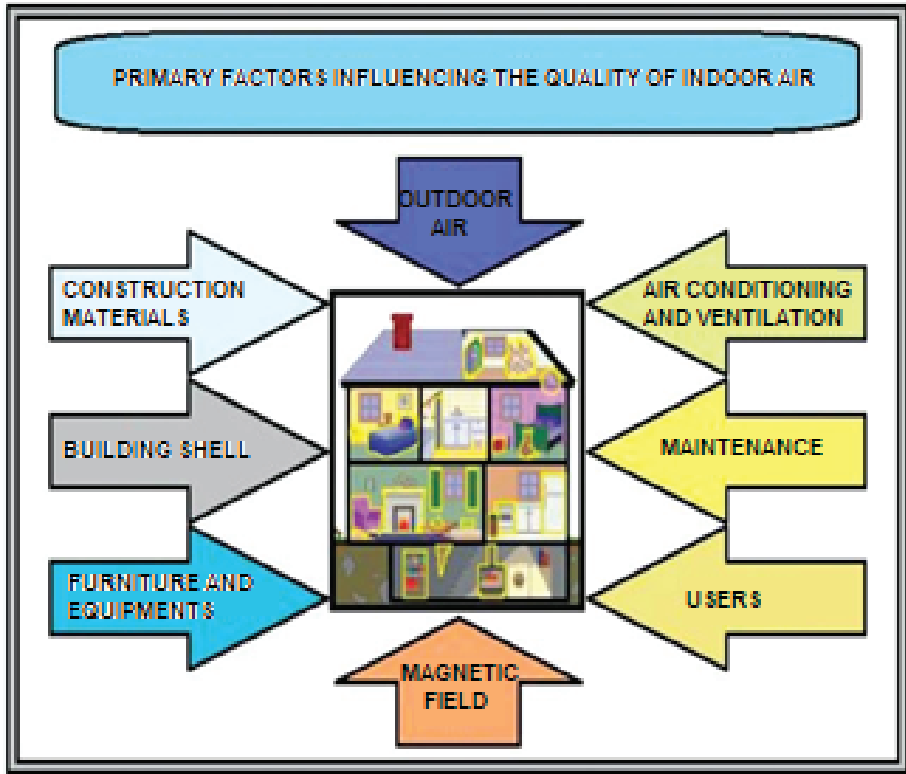 PRIMARY FACTORS INFLUENCING THE QUALITY OF INDOOR AIR
OUTDOOR
AIR
CONSTRUCTION
MATERIALS
AIR CONDITIONING
AND VENTILATION
BUILDING SHELL
MAINTENANCE
FURNITURE AND
EQUIPMENTS
USERS
MAGNETIC
FIELD